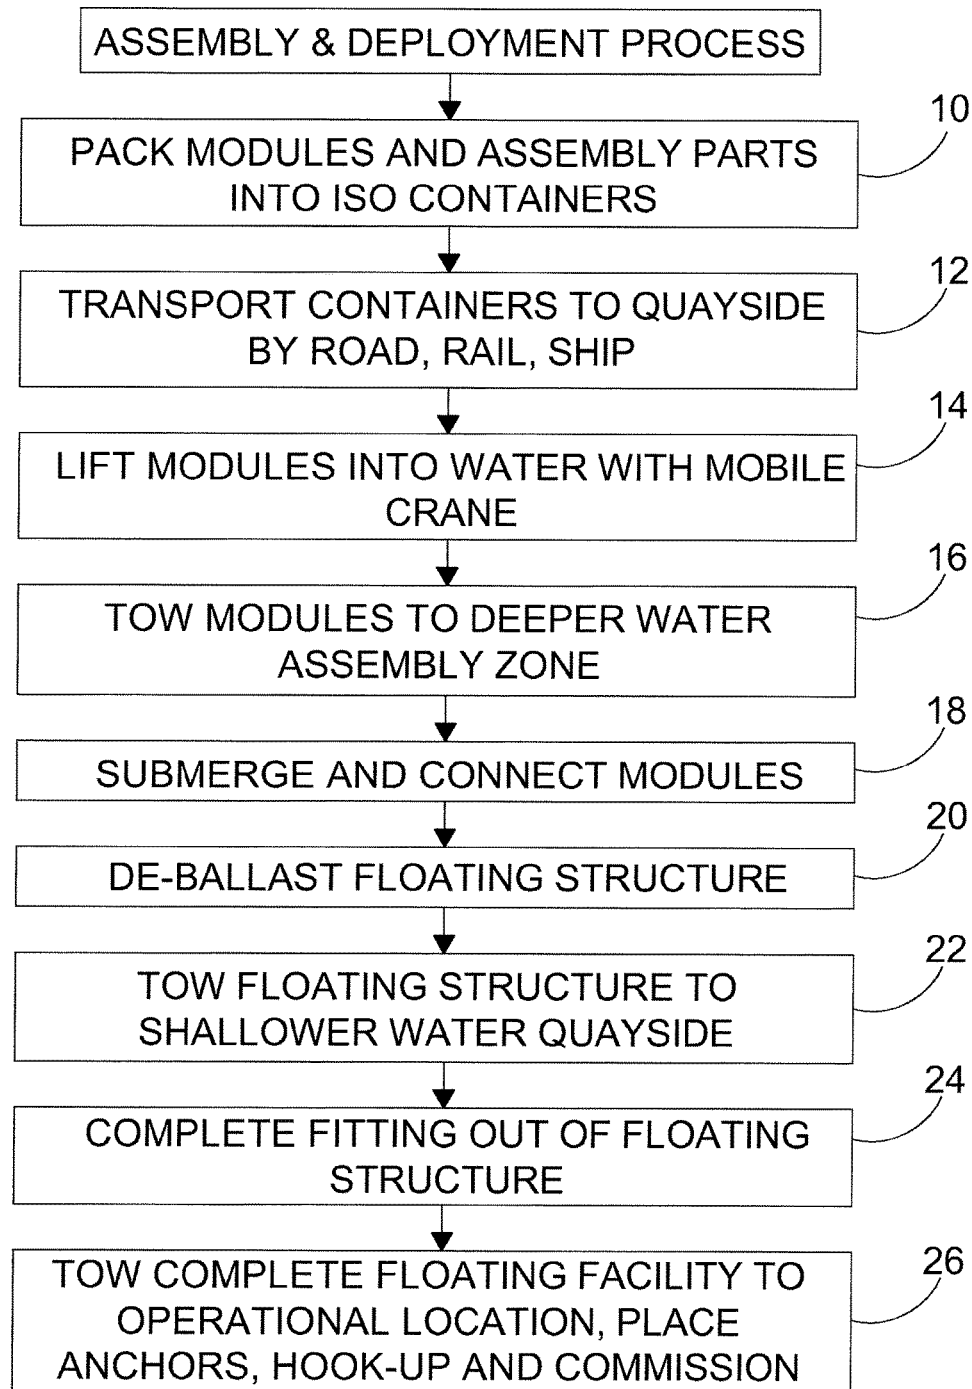 ASSEMBLY & DEPLOYMENT PROCESS
10
PACK MODULES AND ASSEMBLY PARTS
INTO ISO CONTAINERS
12
TRANSPORT CONTAINERS TO QUAYSIDE
BY ROAD, RAIL, SHIP
14
LIFT MODULES INTO WATER WITH MOBILE
CRANE
16
TOW MODULES TO DEEPER WATER
ASSEMBLY ZONE
18
SUBMERGE AND CONNECT MODULES
20
DE-BALLAST FLOATING STRUCTURE
22
TOW FLOATING STRUCTURE TO
SHALLOWER WATER QUAYSIDE
24
COMPLETE FITTING OUT OF FLOATING
STRUCTURE
26
TOW COMPLETE FLOATING FACILITY TO
OPERATIONAL LOCATION, PLACE
ANCHORS, HOOK-UP AND COMMISSION